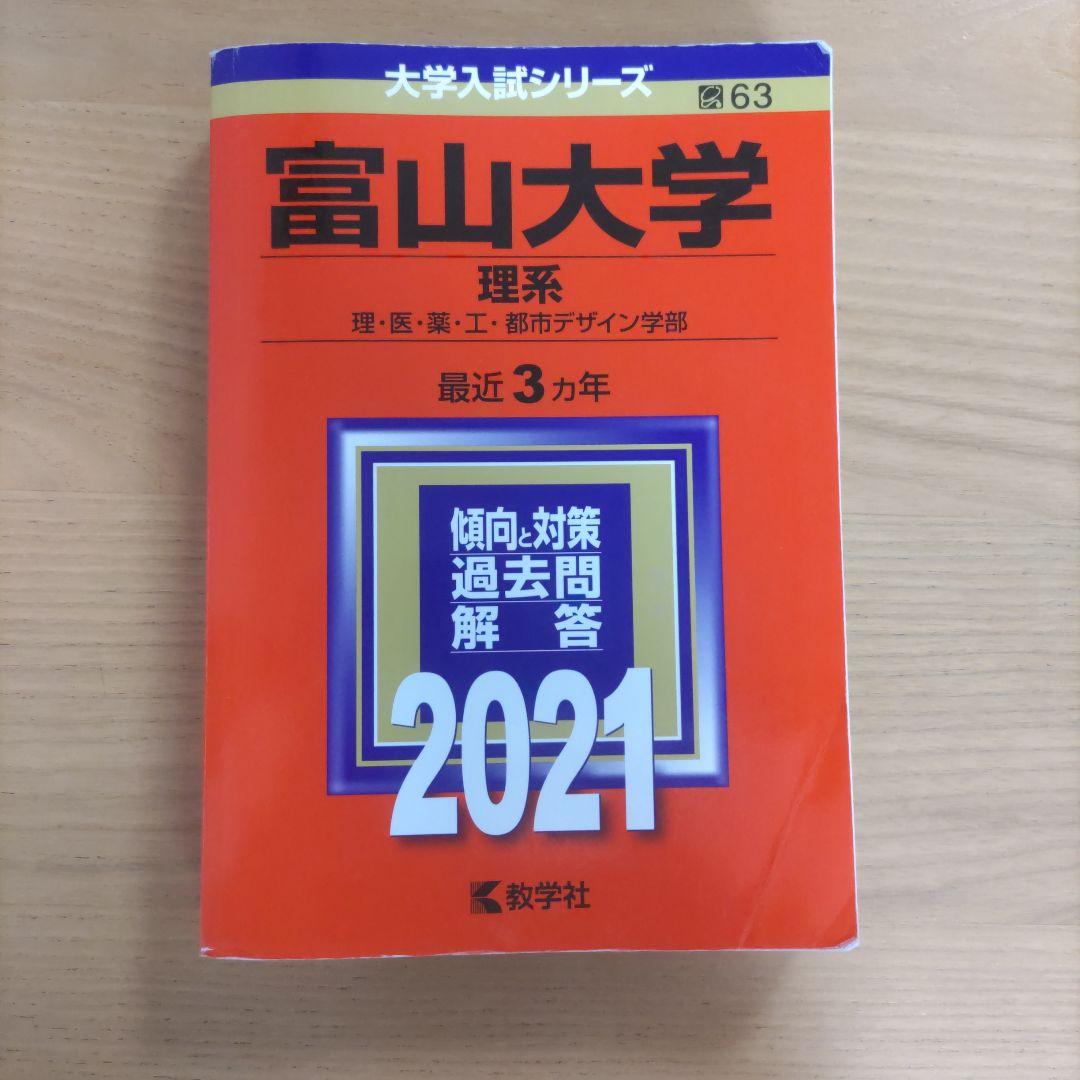 大学入試シリーズ
63
富山大学
理系
理・医・薬・工・都市デザイン学部
最近3カ年
傾向と対策
過去問
解答
2021
教学社